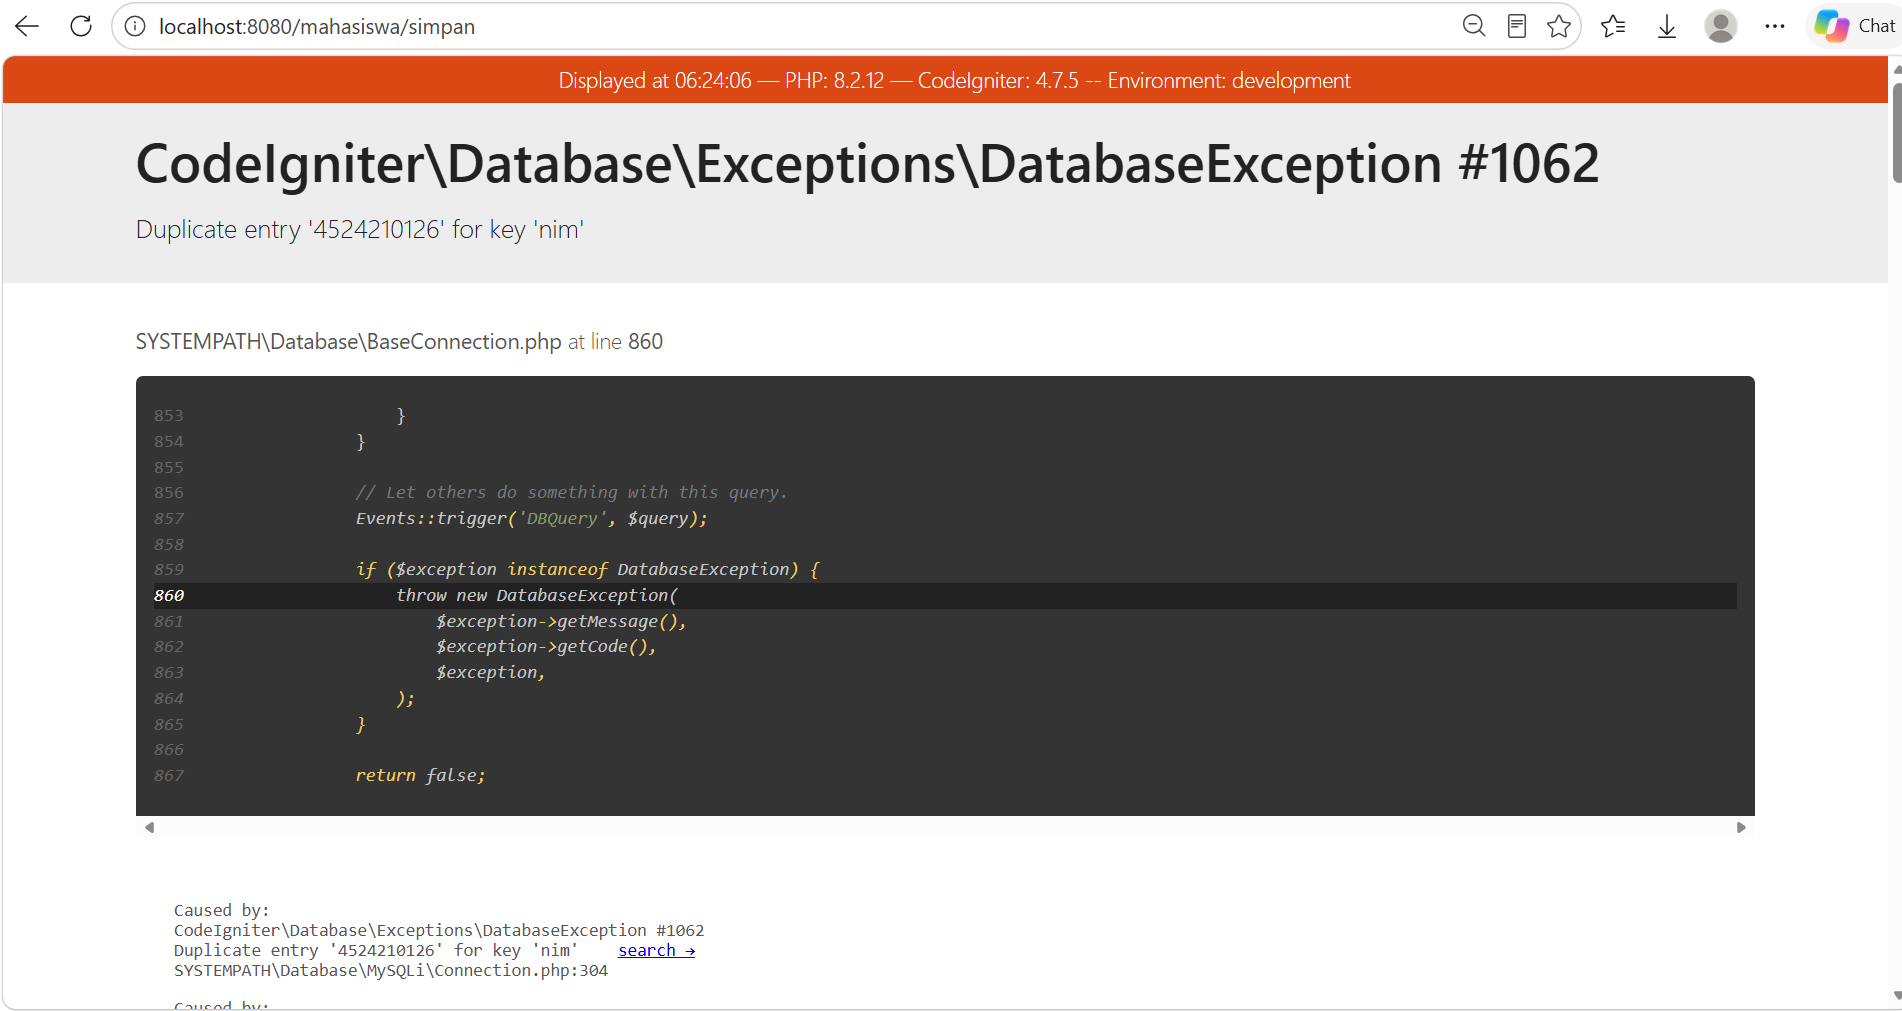 localhost:8080/mahasiswa/simpan
Chat
Displayed at 06:24:06 — PHP: 8.2.12 — CodeIgniter: 4.7.5 -- Environment: development
CodeIgniter\Database\Exceptions\DatabaseException #1062
Duplicate entry '4524210126' for key 'nim'
SYSTEMPATH\Database\BaseConnection.php at line 860
853 }
854 }
855
856 // Let others do something with this query.
857 Events::trigger('DBQuery', $query);
858
859 if ($exception instanceof DatabaseException) {
860 throw new DatabaseException(
861 $exception->getMessage(),
862 $exception->getCode(),
863 $exception,
864 );
865 }
866
867 return false;
Caused by:
CodeIgniter\Database\Exceptions\DatabaseException #1062
Duplicate entry '4524210126' for key 'nim' search →
SYSTEMPATH\Database\MySQLi\Connection.php:304
Caused by: